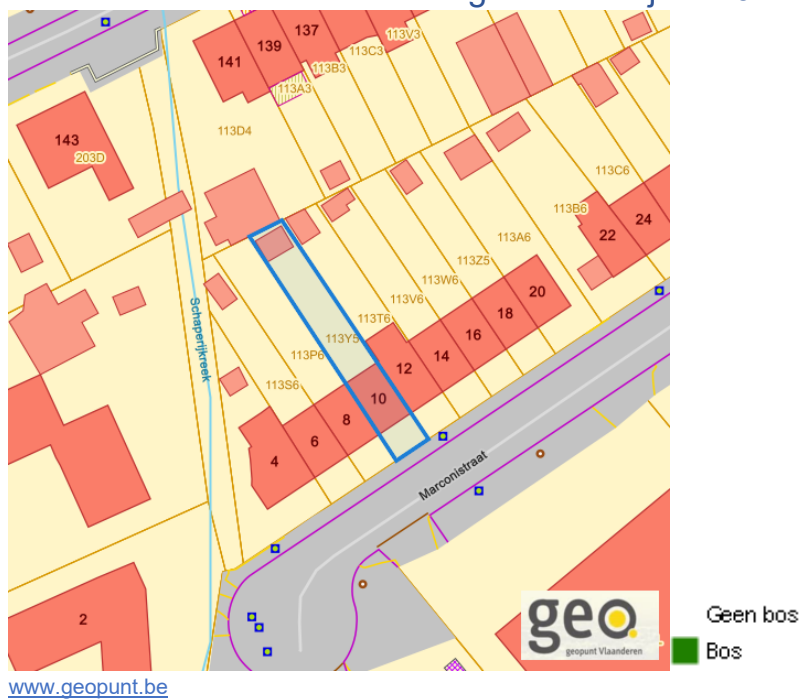 141
139
137
113V3
113C3
113B3
113A3
113D4
143
203D
113C6
113B6
24
22
113A6
113Z5
113W6
113V6
113T6
113Y5
113P6
113S6
20
18
16
14
12
10
8
6
4
Schaperijkreek
Marconistraat
2
geo.
geopunt Vlaanderen
Geen bos
Bos
www.geopunt.be